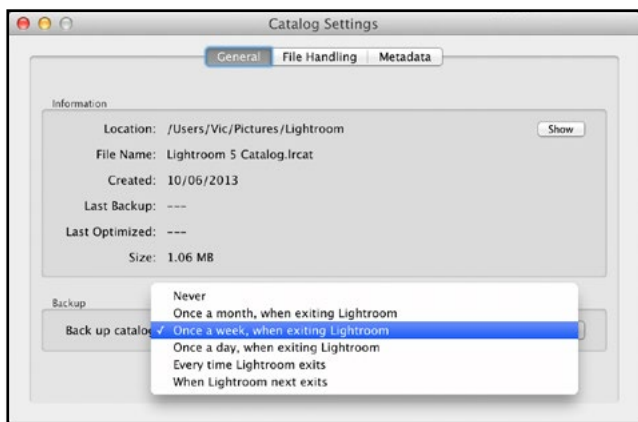 Catalog Settings
General File Handling Metadata
Information
Location: /Users/Vic/Pictures/Lightroom Show
File Name: Lightroom 5 Catalog.lrcat
Created: 10/06/2013
Last Backup: ---
Last Optimized: ---
Size: 1.06 MB
Never
Backup
Once a month, when exiting Lightroom
Back up catalog ✓ Once a week, when exiting Lightroom
Once a day, when exiting Lightroom
Every time Lightroom exits
When Lightroom next exits